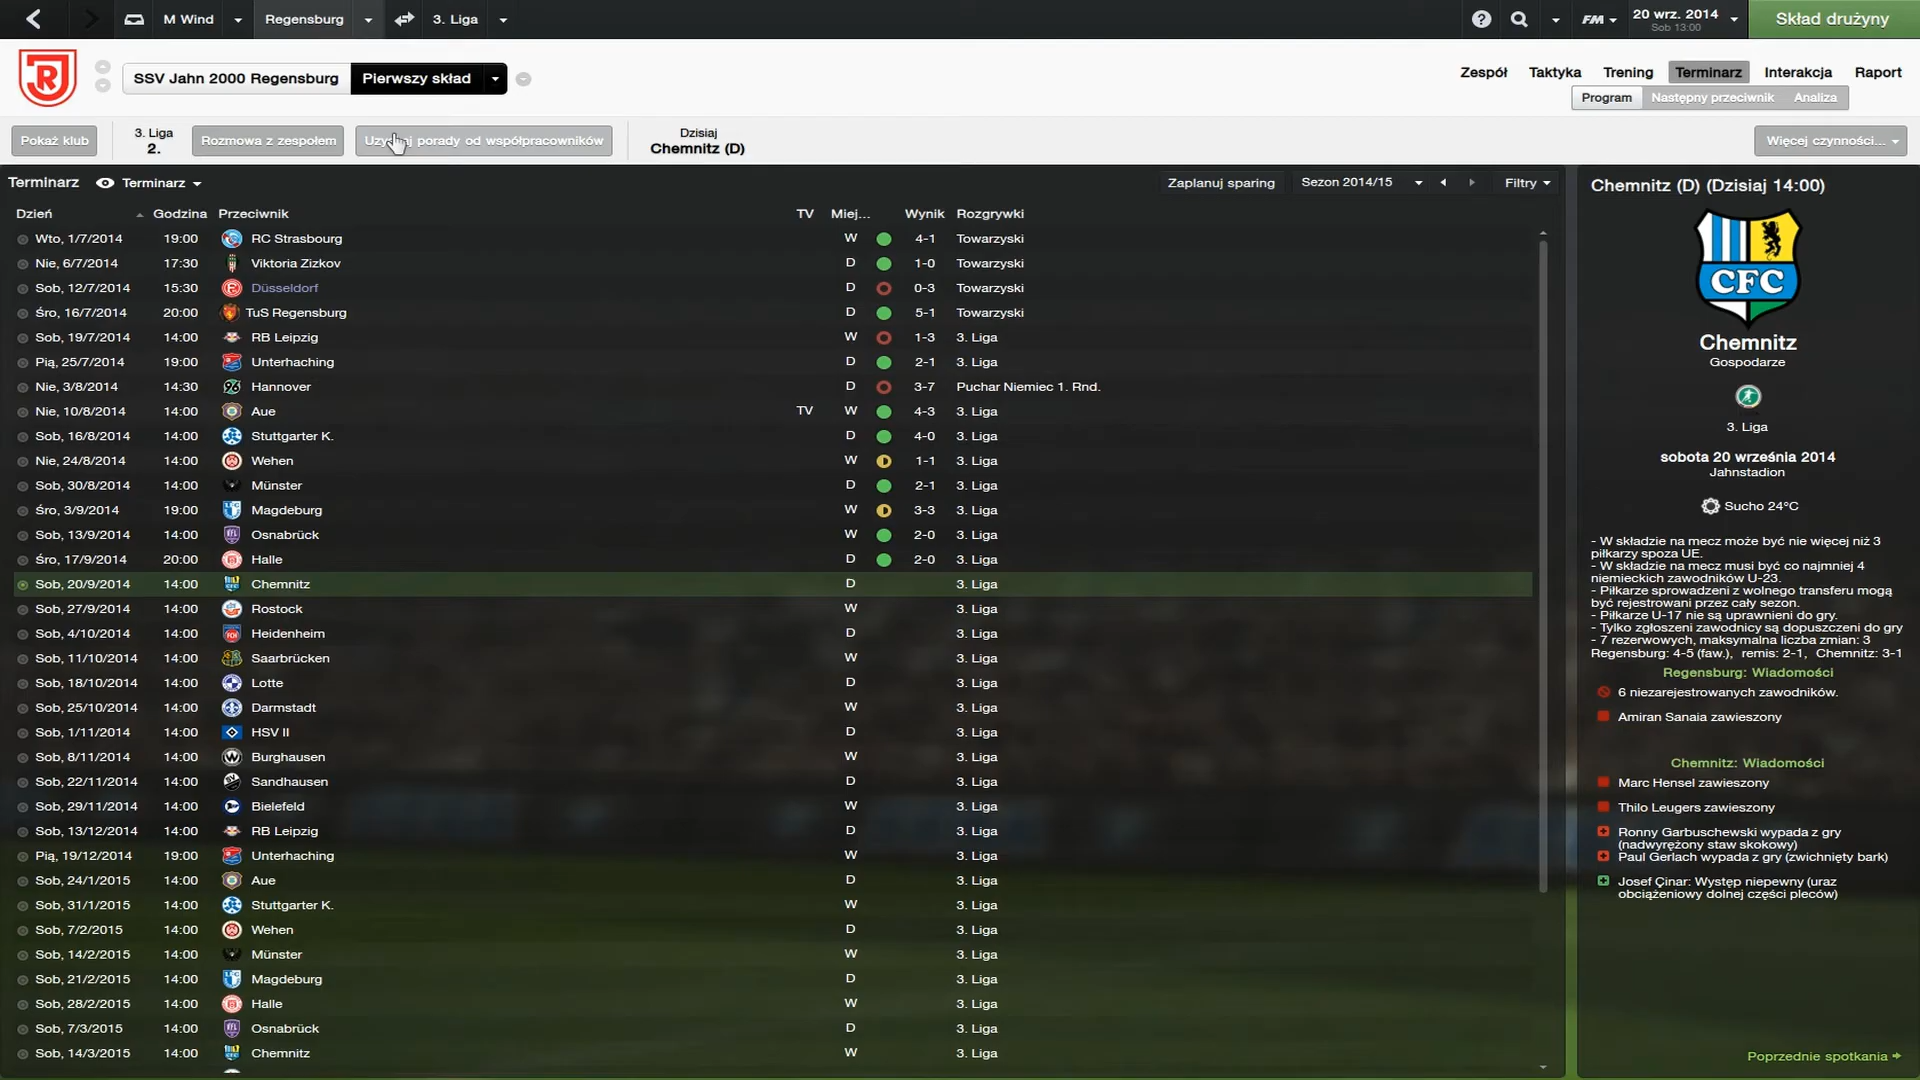 M Wind
Regensburg
3. Liga
FM
20 wrz. 2014
Sob 13:00
Skład drużyny
SSV Jahn 2000 Regensburg
Pierwszy skład
Zespół
Taktyka
Trening
Terminarz
Interakcja
Raport
Program
Następny przeciwnik
Analiza
Pokaż klub
3. Liga
2.
Rozmowa z zespołem
porady od współpracowników
Dzisiaj
Chemnitz (D)
Więcej czynności...
Terminarz
Terminarz
Zaplanuj sparing
Sezon 2014/15
Filtry
Dzień Godzina Przeciwnik TV Miej... Wynik Rozgrywki
Wto, 1/7/2014 19:00 RC Strasbourg W 4-1 Towarzyski
Nie, 6/7/2014 17:30 Viktoria Zizkov D 1-0 Towarzyski
Sob, 12/7/2014 15:30 Düsseldorf D 0-3 Towarzyski
Śro, 16/7/2014 20:00 TuS Regensburg D 5-1 Towarzyski
Sob, 19/7/2014 14:00 RB Leipzig W 1-3 3. Liga
Pią, 25/7/2014 19:00 Unterhaching D 2-1 3. Liga
Nie, 3/8/2014 14:30 Hannover D 3-7 Puchar Niemiec 1. Rnd.
Nie, 10/8/2014 14:00 Aue TV W 4-3 3. Liga
Sob, 16/8/2014 14:00 Stuttgarter K. D 4-0 3. Liga
Nie, 24/8/2014 14:00 Wehen W 1-1 3. Liga
Sob, 30/8/2014 14:00 Münster D 2-1 3. Liga
Śro, 3/9/2014 19:00 Magdeburg W 3-3 3. Liga
Sob, 13/9/2014 14:00 Osnabrück W 2-0 3. Liga
Śro, 17/9/2014 20:00 Halle D 2-0 3. Liga
Sob, 20/9/2014 14:00 Chemnitz D 3. Liga
Sob, 27/9/2014 14:00 Rostock W 3. Liga
Sob, 4/10/2014 14:00 Heidenheim D 3. Liga
Sob, 11/10/2014 14:00 Saarbrücken W 3. Liga
Sob, 18/10/2014 14:00 Lotte D 3. Liga
Sob, 25/10/2014 14:00 Darmstadt W 3. Liga
Sob, 1/11/2014 14:00 HSV II D 3. Liga
Sob, 8/11/2014 14:00 Burghausen W 3. Liga
Sob, 22/11/2014 14:00 Sandhausen D 3. Liga
Sob, 29/11/2014 14:00 Bielefeld W 3. Liga
Sob, 13/12/2014 14:00 RB Leipzig D 3. Liga
Pią, 19/12/2014 19:00 Unterhaching W 3. Liga
Sob, 24/1/2015 14:00 Aue D 3. Liga
Sob, 31/1/2015 14:00 Stuttgarter K. W 3. Liga
Sob, 7/2/2015 14:00 Wehen D 3. Liga
Sob, 14/2/2015 14:00 Münster W 3. Liga
Sob, 21/2/2015 14:00 Magdeburg D 3. Liga
Sob, 28/2/2015 14:00 Halle W 3. Liga
Sob, 7/3/2015 14:00 Osnabrück D 3. Liga
Sob, 14/3/2015 14:00 Chemnitz W 3. Liga
Chemnitz (D) (Dzisiaj 14:00)
CFC
Chemnitz
Gospodarze
3. Liga
sobota 20 września 2014
Jahnstadion
Sucho 24°C
- W składzie na mecz może być nie więcej niż 3
piłkarzy spoza UE.
- W składzie na mecz musi być co najmniej 4
niemieckich zawodników U-23.
- Piłkarze sprowadzeni z wolnego transferu mogą
być rejestrowani przez cały sezon.
- Piłkarze U-17 nie są uprawnieni do gry.
- Tylko zgłoszeni zawodnicy są dopuszczeni do gry
- 7 rezerwowych, maksymalna liczba zmian: 3
Regensburg: 4-5 (faw.), remis: 2-1, Chemnitz: 3-1
Regensburg: Wiadomości
6 niezarejestrowanych zawodników.
Amiran Sanaia zawieszony
Chemnitz: Wiadomości
Marc Hensel zawieszony
Thilo Leugers zawieszony
Ronny Garbuschewski wypada z gry
(nadwyrężony staw skokowy)
Paul Gerlach wypada z gry (zwichnięty bark)
Josef Çinar: Występ niepewny (uraz
obciążeniowy dolnej części pleców)
Poprzednie spotkania